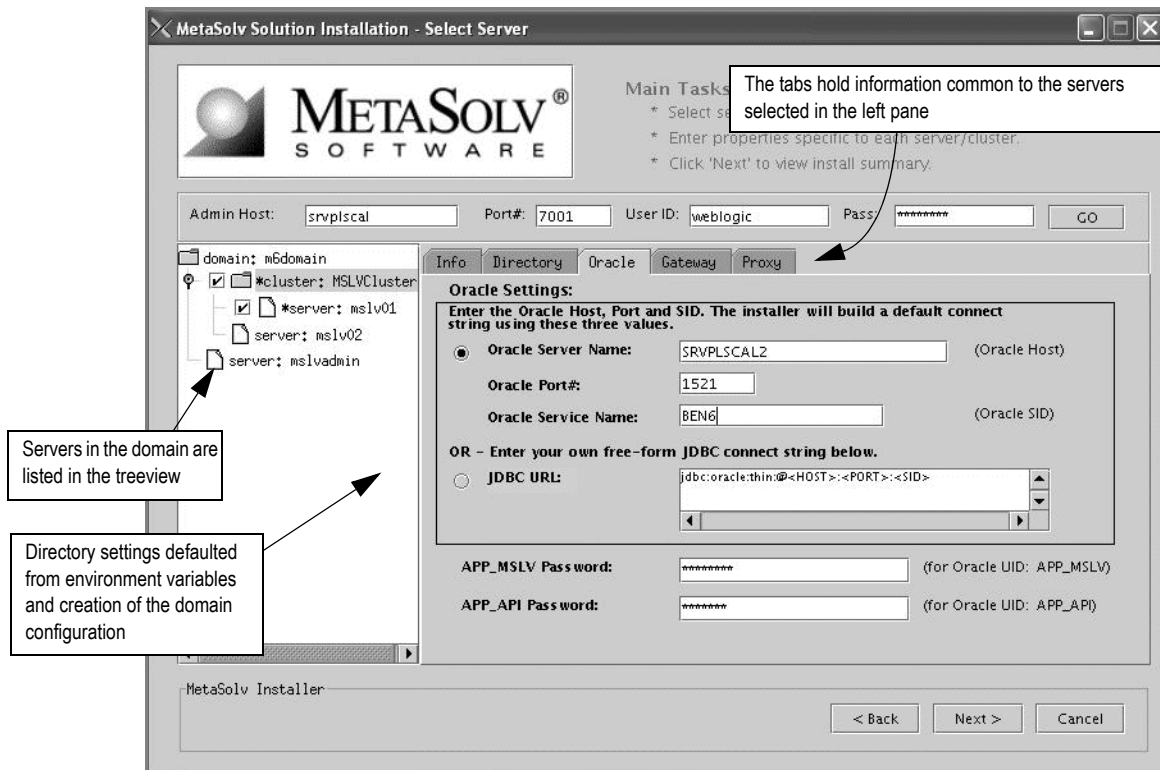 MetaSolv Solution Installation - Select Server
METASOLV®
SOFTWARE
Main Tasks
* Select se
* Enter properties specific to each server/cluster.
* Click 'Next' to view install summary.
The tabs hold information common to the servers
selected in the left pane
Admin Host: srvplscal Port#: 7001 User ID: weblogic Pass: ******** GO
domain: m6domain
*cluster: MSLVCluster
*server: mslv01
server: mslv02
server: mslvadmin
Info Directory Oracle Gateway Proxy
Oracle Settings:
Enter the Oracle Host, Port and SID. The installer will build a default connect
string using these three values.
Oracle Server Name: SRVPLSCAL2 (Oracle Host)
Oracle Port#: 1521
Oracle Service Name: BEN6 (Oracle SID)
OR - Enter your own free-form JDBC connect string below.
JDBC URL: jdbc:oracle:thin:@<HOST>:<PORT>:<SID>
APP_MSLV Password: ******** (for Oracle UID: APP_MSLV)
APP_API Password: ******* (for Oracle UID: APP_API)
Servers in the domain are
listed in the treeview
Directory settings defaulted
from environment variables
and creation of the domain
configuration
MetaSolv Installer
< Back Next > Cancel